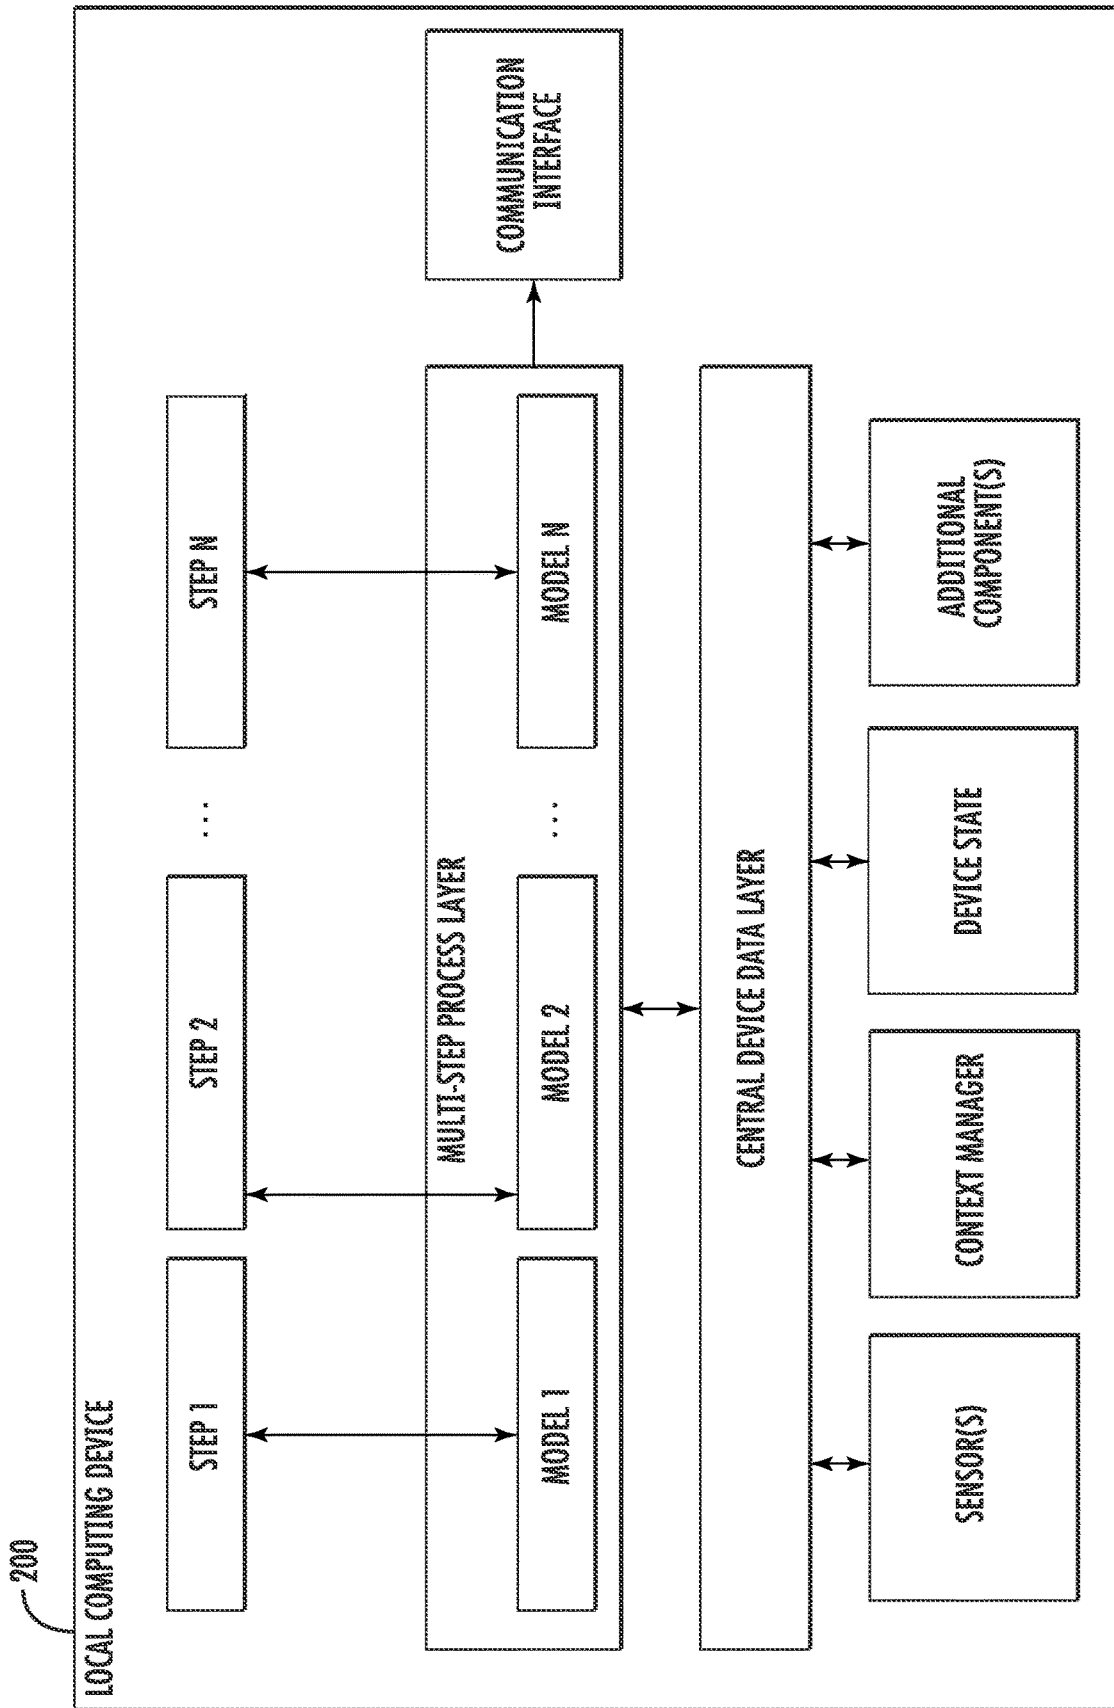 200
LOCAL COMPUTING DEVICE
STEP 1
STEP 2
...
STEP N
MULTI-STEP PROCESS LAYER
MODEL 1
MODEL 2
...
MODEL N
COMMUNICATION
INTERFACE
CENTRAL DEVICE DATA LAYER
SENSOR(S)
CONTEXT MANAGER
DEVICE STATE
ADDITIONAL
COMPONENT(S)